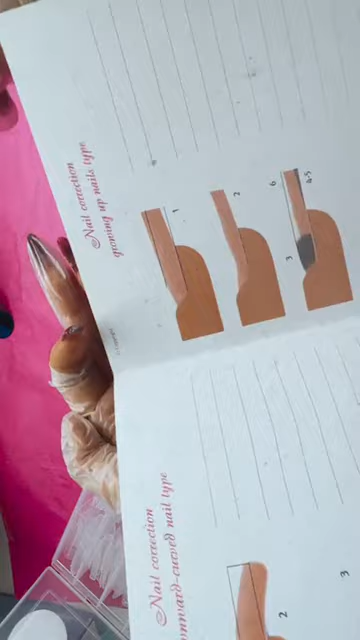 Nail correction
growing up nails type
1
2
3
6
4-5
Nail correction
nward-curved nail type
2
3